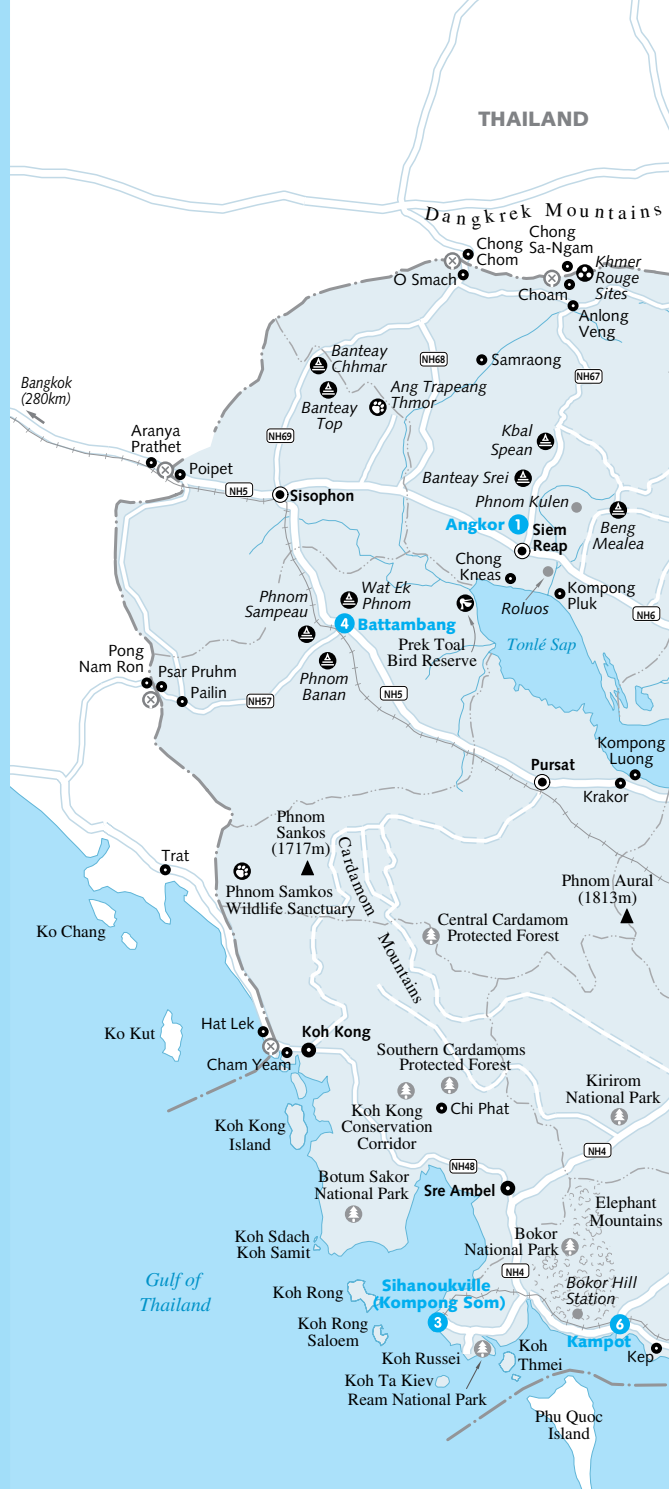 THAILAND
Dangkrek Mountains
Chong
Chom
Chong
Sa-Ngam
Khmer
Rouge
Sites
O Smach
Choam
Anlong
Veng
Banteay
Chhmar
NH68
Samraong
NH67
Bangkok
(280km)
Banteay
Top
Ang Trapeang
Thmor
Aranya
Prathet
NH69
Kbal
Spean
Poipet
NH5
Sisophon
Banteay Srei
Phnom Kulen
Angkor
1
Siem
Reap
Beng
Mealea
Chong
Kneas
Roluos
Kompong
Pluk
NH6
Phnom
Sampeau
Wat Ek
Phnom
4
Battambang
Prek Toal
Bird Reserve
Tonlé Sap
Pong
Nam Ron
Psar Pruhm
Pailin
NH57
Phnom
Banan
NH5
Kompong
Luong
Pursat
Krakor
Phnom
Sankos
(1717m)
Cardamom
Mountains
Trat
Phnom Samkos
Wildlife Sanctuary
Phnom Aural
(1813m)
Ko Chang
Central Cardamom
Protected Forest
Ko Kut
Hat Lek
Koh Kong
Cham Yeam
Southern Cardamoms
Protected Forest
Kirirom
National Park
Koh Kong
Island
Koh Kong
Conservation
Corridor
Chi Phat
NH4
NH48
Botum Sakor
National Park
Sre Ambel
Elephant
Mountains
Koh Sdach
Koh Samit
Bokor
National Park
NH4
Gulf of
Thailand
Koh Rong
Sihanoukville
(Kompong Som)
3
Bokor Hill
Station
Koh Rong
Saloem
6
Kampot
Koh Russei
Koh
Thmei
Kep
Koh Ta Kiev
Ream National Park
Phu Quoc
Island